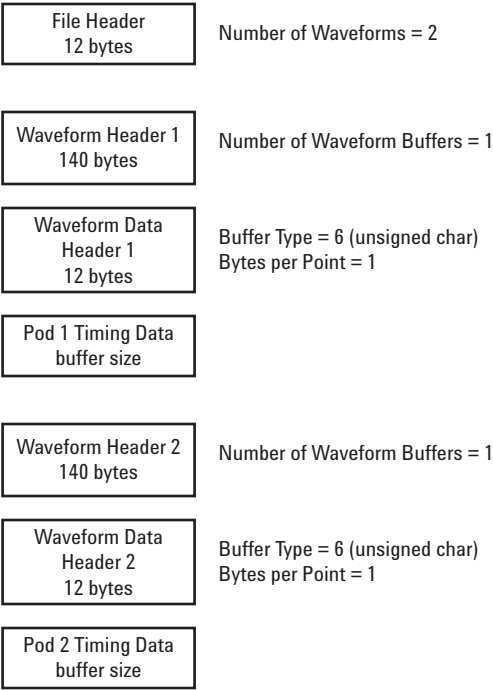 File Header
12 bytes
Number of Waveforms = 2
Waveform Header 1
140 bytes
Number of Waveform Buffers = 1
Waveform Data
Header 1
12 bytes
Buffer Type = 6 (unsigned char)
Bytes per Point = 1
Pod 1 Timing Data
buffer size
Waveform Header 2
140 bytes
Number of Waveform Buffers = 1
Waveform Data
Header 2
12 bytes
Buffer Type = 6 (unsigned char)
Bytes per Point = 1
Pod 2 Timing Data
buffer size